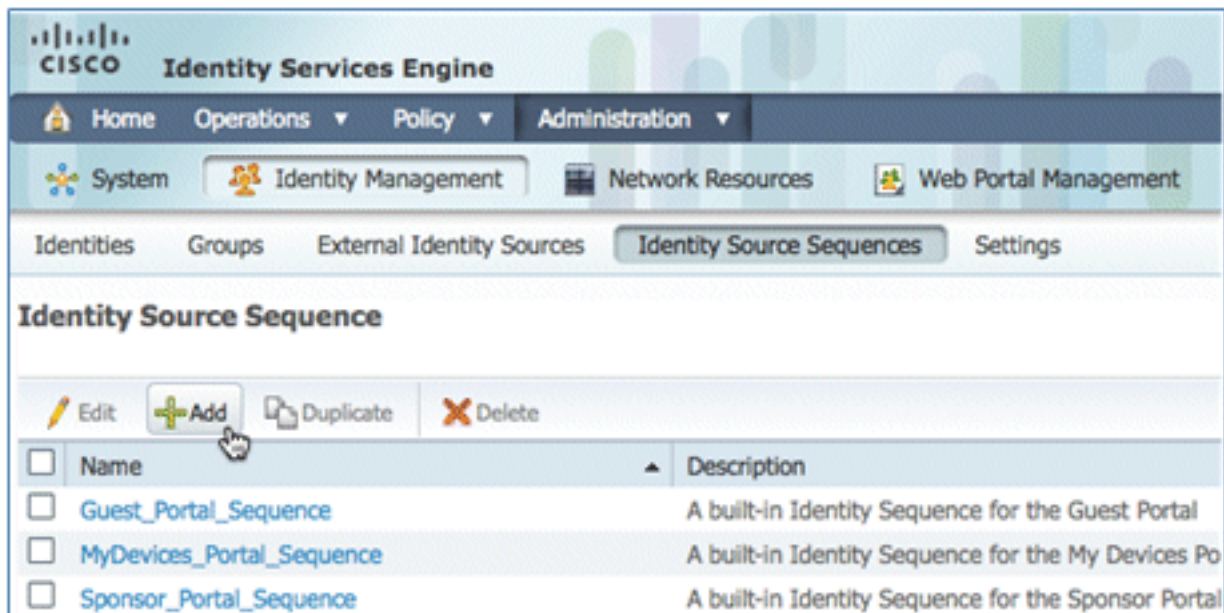 CISCO Identity Services Engine
Home Operations Policy Administration
System Identity Management Network Resources Web Portal Management
Identities Groups External Identity Sources Identity Source Sequences Settings
Identity Source Sequence
Edit Add Duplicate Delete
Name Description
Guest_Portal_Sequence A built-in Identity Sequence for the Guest Portal
MyDevices_Portal_Sequence A built-in Identity Sequence for the My Devices Po
Sponsor_Portal_Sequence A built-in Identity Sequence for the Sponsor Portal